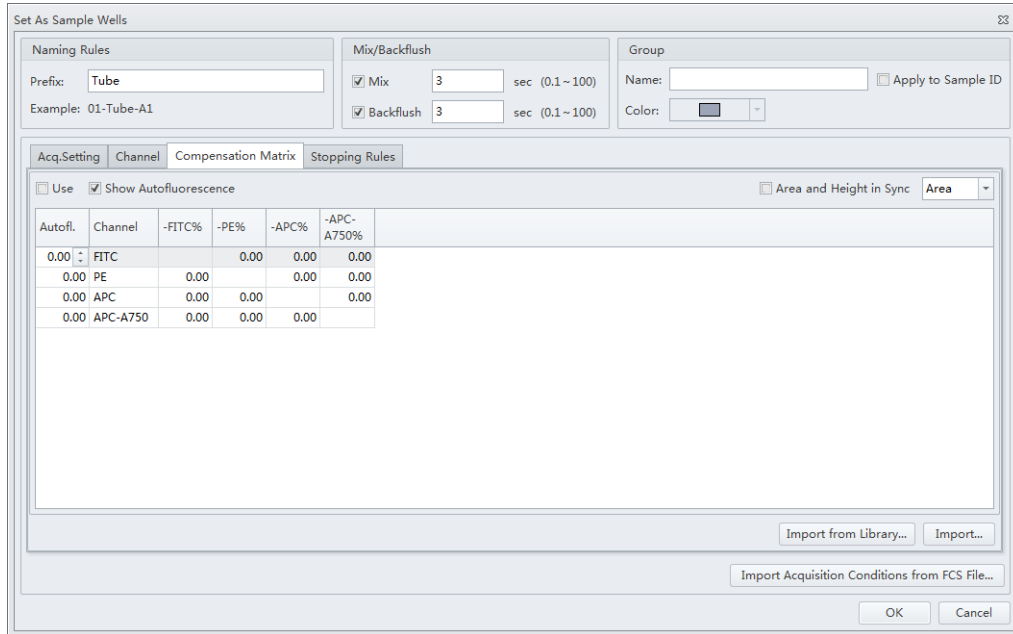 Set As Sample Wells
Naming Rules
Prefix: Tube
Example: 01-Tube-A1
Mix/Backflush
Mix 3 sec (0.1~100)
Backflush 3 sec (0.1~100)
Group
Name: Apply to Sample ID
Color:
Acq.Setting Channel Compensation Matrix Stopping Rules
Use Show Autofluorescence Area and Height in Sync Area
Autofl. Channel -FITC% -PE% -APC% -APC-
A750%
0.00 FITC 0.00 0.00 0.00
0.00 PE 0.00 0.00 0.00
0.00 APC 0.00 0.00 0.00
0.00 APC-A750 0.00 0.00 0.00
Import from Library... Import...
Import Acquisition Conditions from FCS File...
OK Cancel